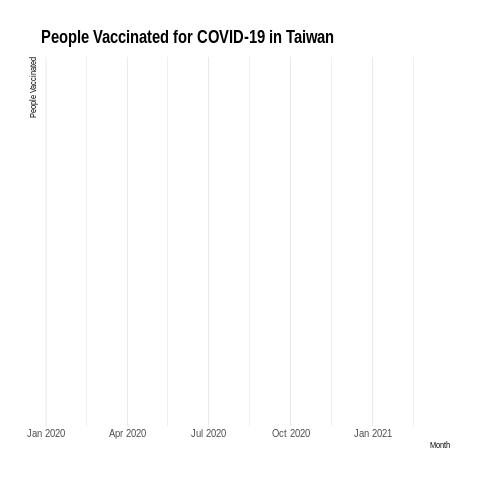 People Vaccinated for COVID-19 in Taiwan
People Vaccinated
Jan 2020 Apr 2020 Jul 2020 Oct 2020 Jan 2021
Month